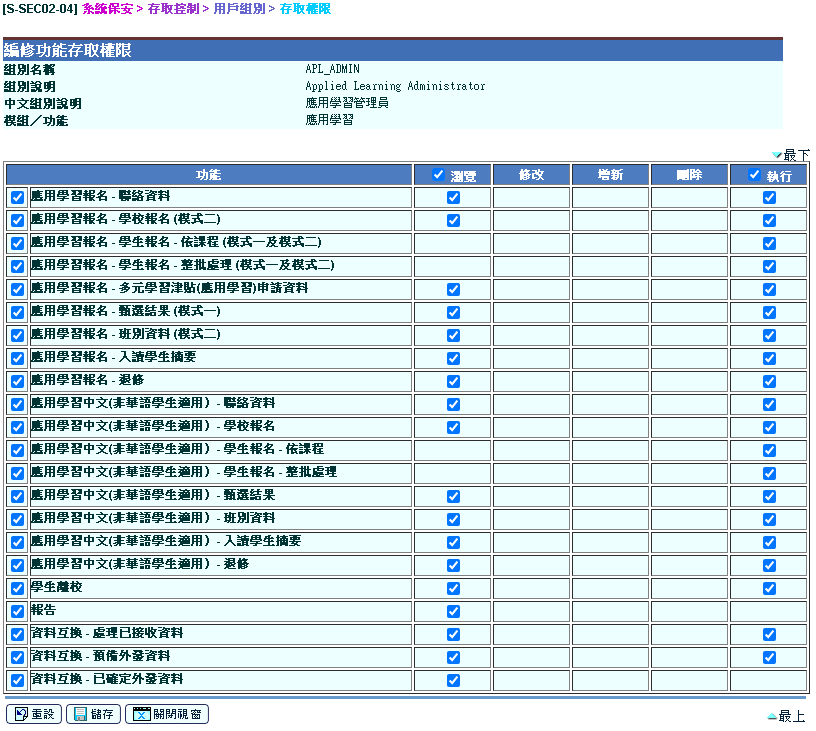 [S-SEC02-04] 系統保安 > 存取控制 > 用戶組別 > 存取權限
編修功能存取權限
組別名稱 APL_ADMIN
組別說明 Applied Learning Administrator
中文組別說明 應用學習管理員
模組／功能 應用學習
最下
功能 瀏覽 修改 增新 刪除 執行
應用學習報名 - 聯絡資料
應用學習報名 - 學校報名 (模式二)
應用學習報名 - 學生報名 - 依課程 (模式一及模式二)
應用學習報名 - 學生報名 - 整批處理 (模式一及模式二)
應用學習報名 - 多元學習津貼(應用學習)申請資料
應用學習報名 - 甄選結果 (模式一)
應用學習報名 - 班別資料 (模式二)
應用學習報名 - 入讀學生摘要
應用學習報名 - 退修
應用學習中文(非華語學生適用） - 聯絡資料
應用學習中文(非華語學生適用） - 學校報名
應用學習中文(非華語學生適用） - 學生報名 - 依課程
應用學習中文(非華語學生適用） - 學生報名 - 整批處理
應用學習中文(非華語學生適用） - 甄選結果
應用學習中文(非華語學生適用） - 班別資料
應用學習中文(非華語學生適用） - 入讀學生摘要
應用學習中文(非華語學生適用） - 退修
學生離校
報告
資料互換 - 處理已接收資料
資料互換 - 預備外發資料
資料互換 - 已確定外發資料
重設 儲存 關閉視窗 最上